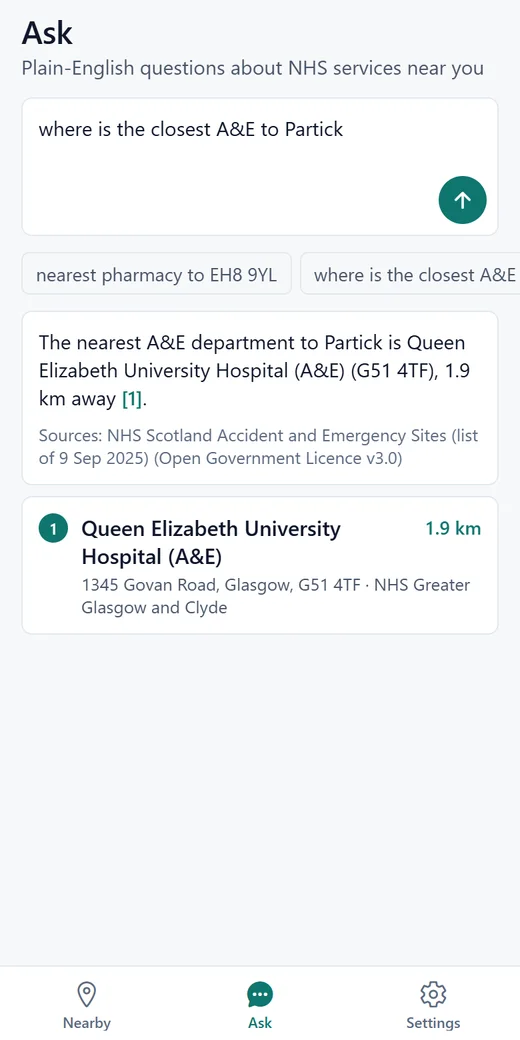 Ask
Plain-English questions about NHS services near you
where is the closest A&E to Partick
nearest pharmacy to EH8 9YL
where is the closest A&E
The nearest A&E department to Partick is Queen
Elizabeth University Hospital (A&E) (G51 4TF), 1.9
km away [1].
Sources: NHS Scotland Accident and Emergency Sites (list
of 9 Sep 2025) (Open Government Licence v3.0)
1
Queen Elizabeth University
Hospital (A&E)
1.9 km
1345 Govan Road, Glasgow, G51 4TF · NHS Greater
Glasgow and Clyde
Nearby
Ask
Settings